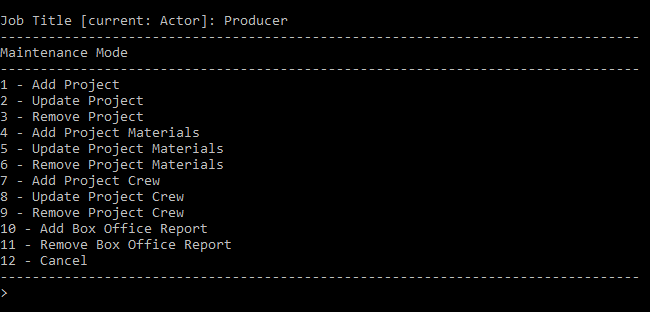 Job Title [current: Actor]: Producer
--------------------------------------------------------------------------------
Maintenance Mode
--------------------------------------------------------------------------------
1 - Add Project
2 - Update Project
3 - Remove Project
4 - Add Project Materials
5 - Update Project Materials
6 - Remove Project Materials
7 - Add Project Crew
8 - Update Project Crew
9 - Remove Project Crew
10 - Add Box Office Report
11 - Remove Box Office Report
12 - Cancel
--------------------------------------------------------------------------------
>